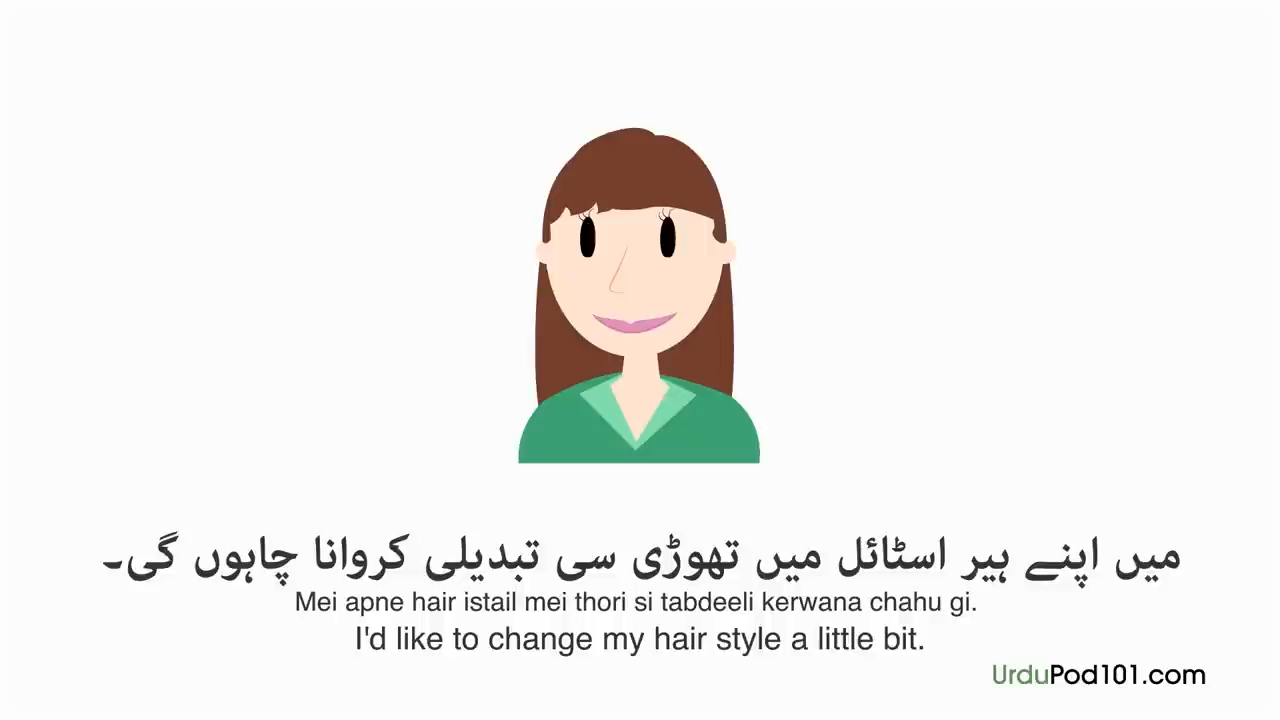 میں اپنے ہیر اسٹائل میں تھوڑی سی تبدیلی کروانا چاہوں گی۔
Mei apne hair istail mei thori si tabdeeli kerwana chahu gi.
I'd like to change my hair style a little bit.
UrduPod101.com